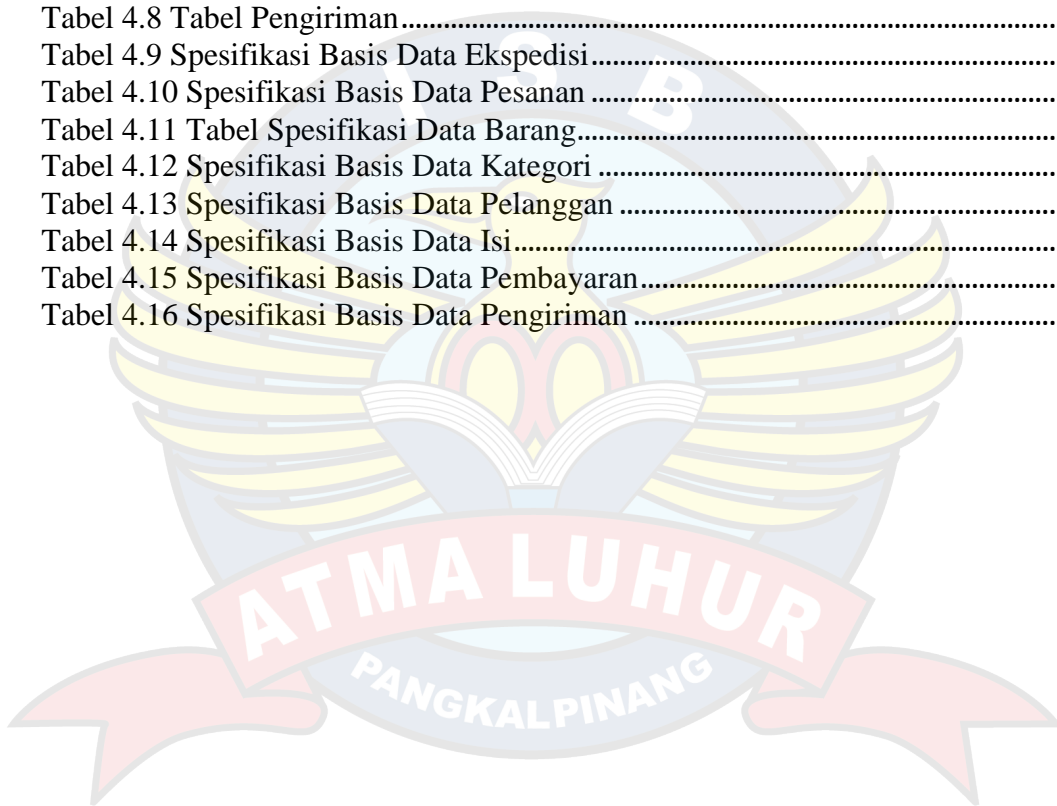 Tabel 4.8 Tabel Pengiriman................................................................
Tabel 4.9 Spesifikasi Basis Data Ekspedisi................................................................
Tabel 4.10 Spesifikasi Basis Data Pesanan ................................................................
Tabel 4.11 Tabel Spesifikasi Data Barang................................................................
Tabel 4.12 Spesifikasi Basis Data Kategori ................................................................
Tabel 4.13 Spesifikasi Basis Data Pelanggan ................................................................
Tabel 4.14 Spesifikasi Basis Data Isi................................................................
Tabel 4.15 Spesifikasi Basis Data Pembayaran................................................................
Tabel 4.16 Spesifikasi Basis Data Pengiriman ................................................................
I S B
ATMA LUHUR
PANGKALPINANG